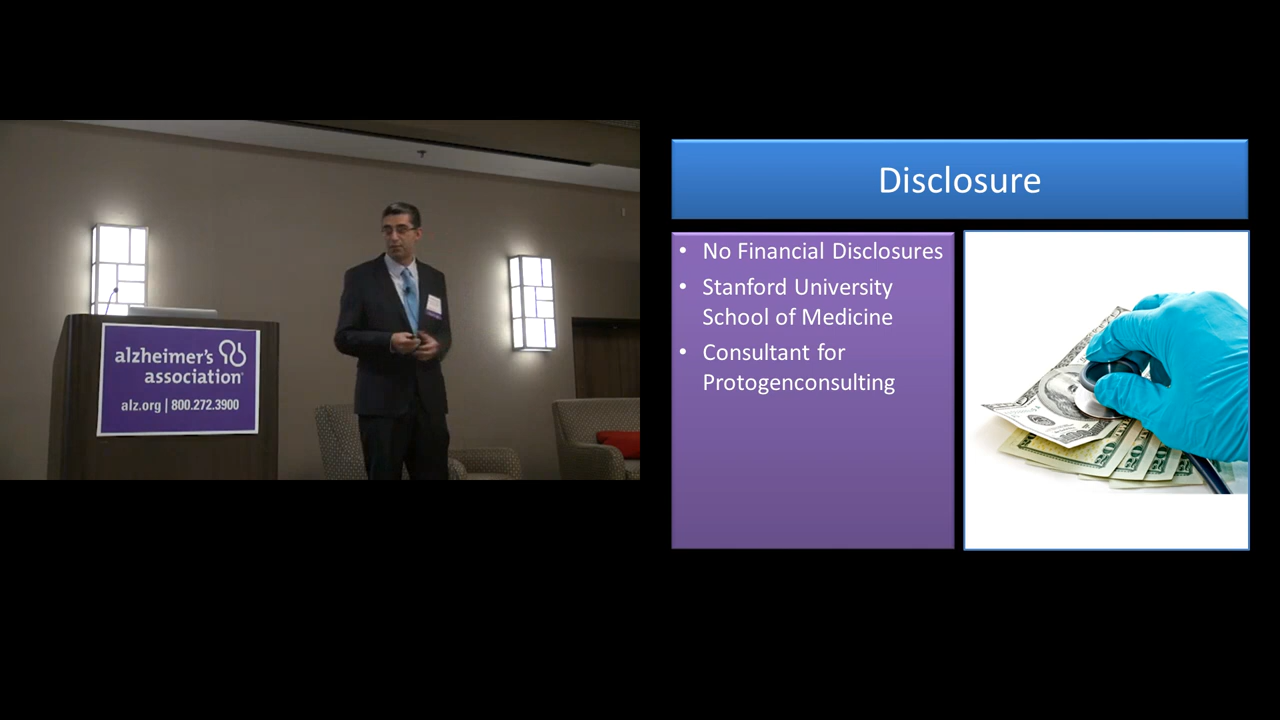 alzheimer's
association
alz.org | 800.272.3900
Disclosure
• No Financial Disclosures
• Stanford University
School of Medicine
• Consultant for
Protogenconsulting